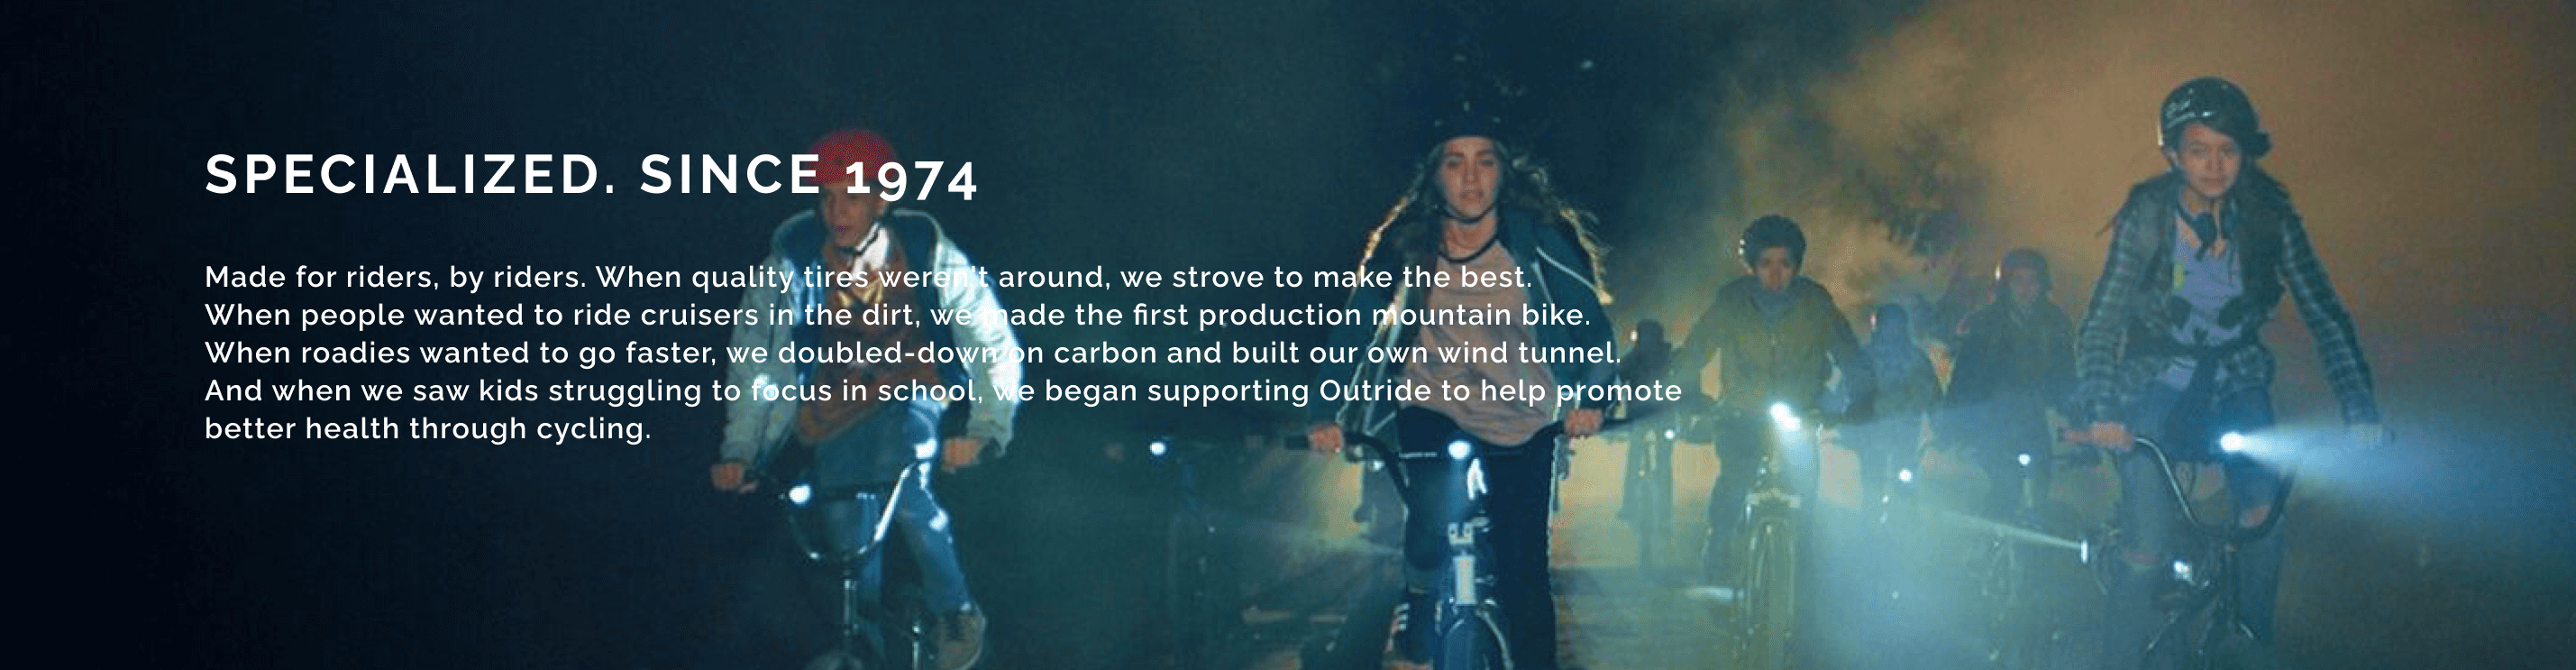 SPECIALIZED. SINCE 1974
Made for riders, by riders. When quality tires weren't around, we strove to make the best.
When people wanted to ride cruisers in the dirt, we made the first production mountain bike.
When roadies wanted to go faster, we doubled-down on carbon and built our own wind tunnel.
And when we saw kids struggling to focus in school, we began supporting Outride to help promote
better health through cycling.